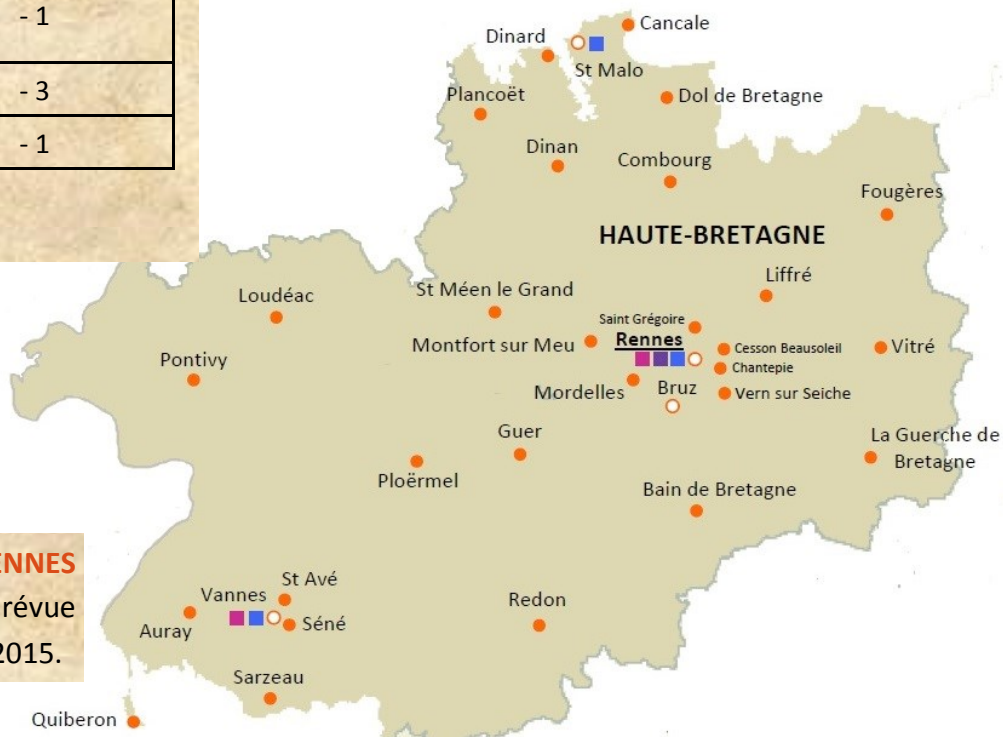 - 1
- 3
- 1
Cancale
Dinard
St Malo
Plancoët
Dol de Bretagne
Dinan
Combourg
Fougères
HAUTE-BRETAGNE
Liffré
Loudéac
St Méen le Grand
Saint Grégoire
Rennes
Montfort sur Meu
Cesson Beausoleil
Vitré
Pontivy
Chantepie
Mordelles
Bruz
Vern sur Seiche
Guer
La Guerche de
Bretagne
Ploërmel
Bain de Bretagne
ENNES
révue
2015.
St Avé
Vannes
Redon
Séné
Auray
Sarzeau
Quiberon